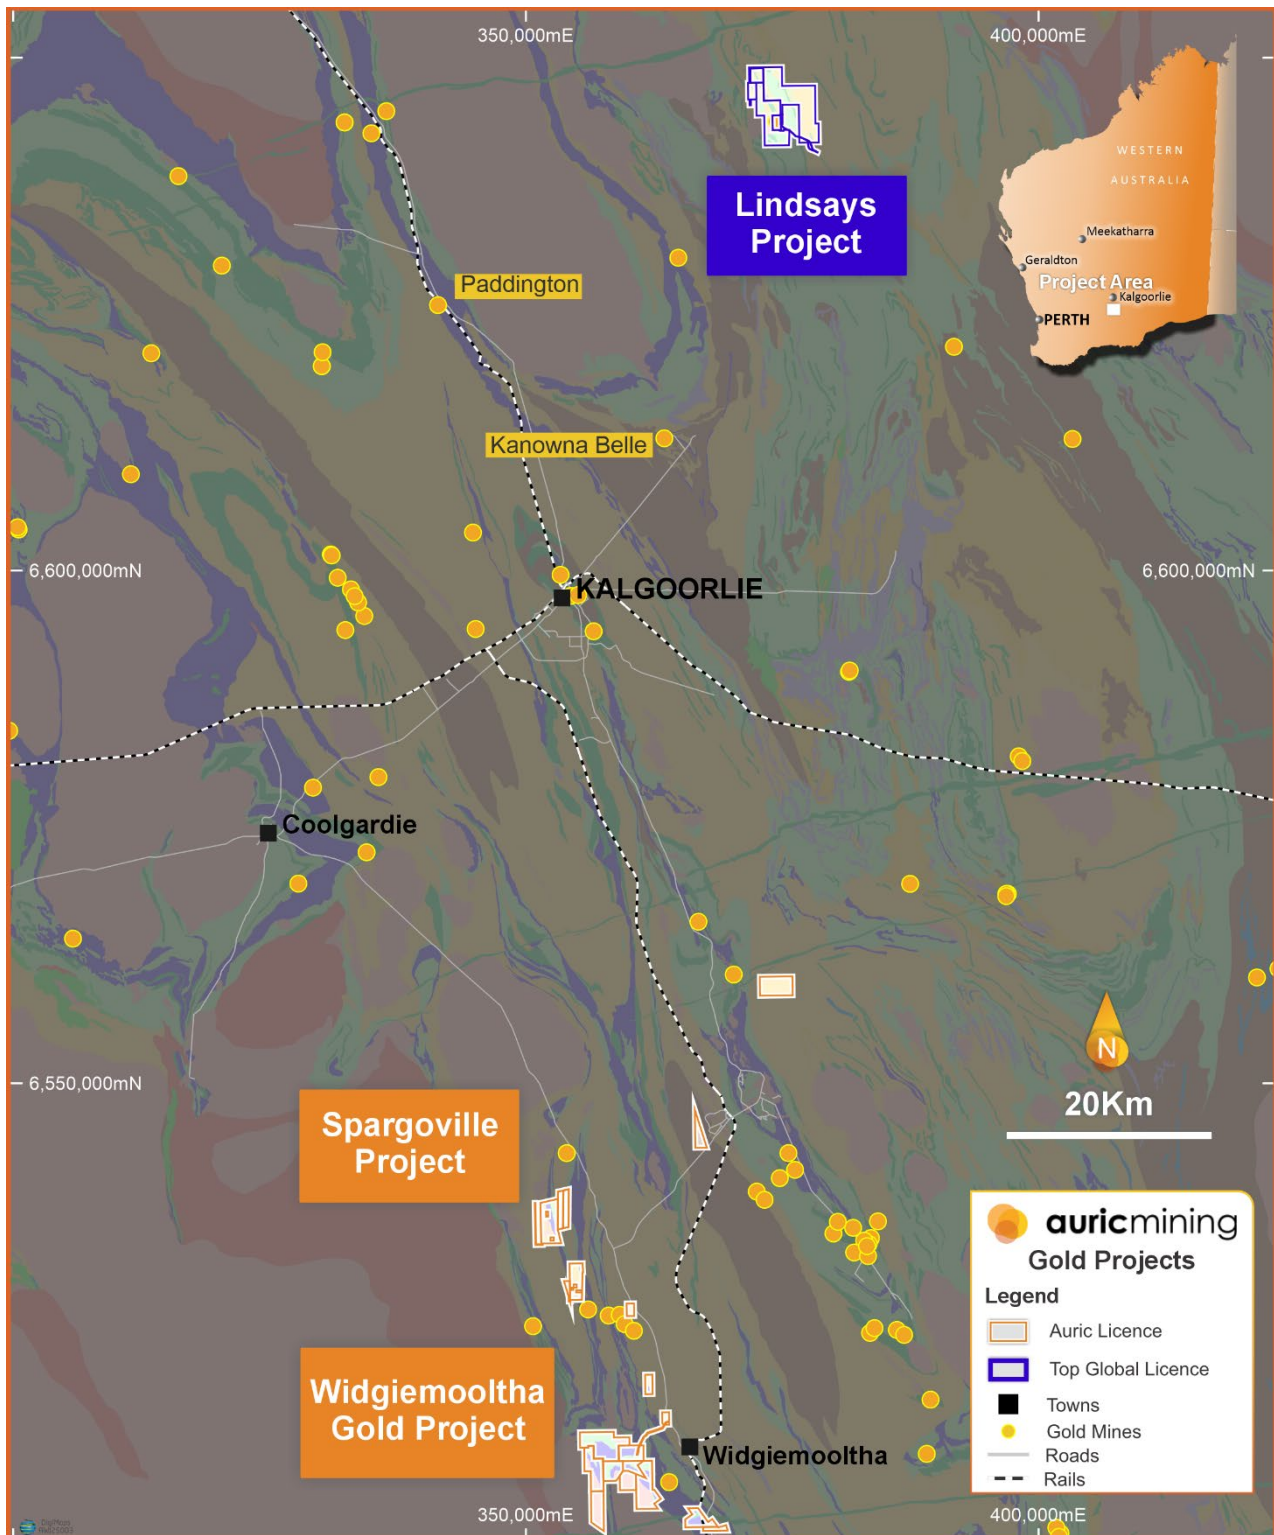 350,000mE
400,000mE
WESTERN
AUSTRALIA
Meekatharra
Geraldton
Project Area
Kalgoorlie
PERTH
Lindsays
Project
Paddington
Kanowna Belle
6,600,000mN
6,600,000mN
KALGOORLIE
Coolgardie
N
20Km
6,550,000mN
Spargoville
Project
Widgiemooltha
Gold Project
Widgiemooltha
auricmining
Gold Projects
Legend
Auric Licence
Top Global Licence
Towns
Gold Mines
Roads
Rails
350,000mE
400,000mE